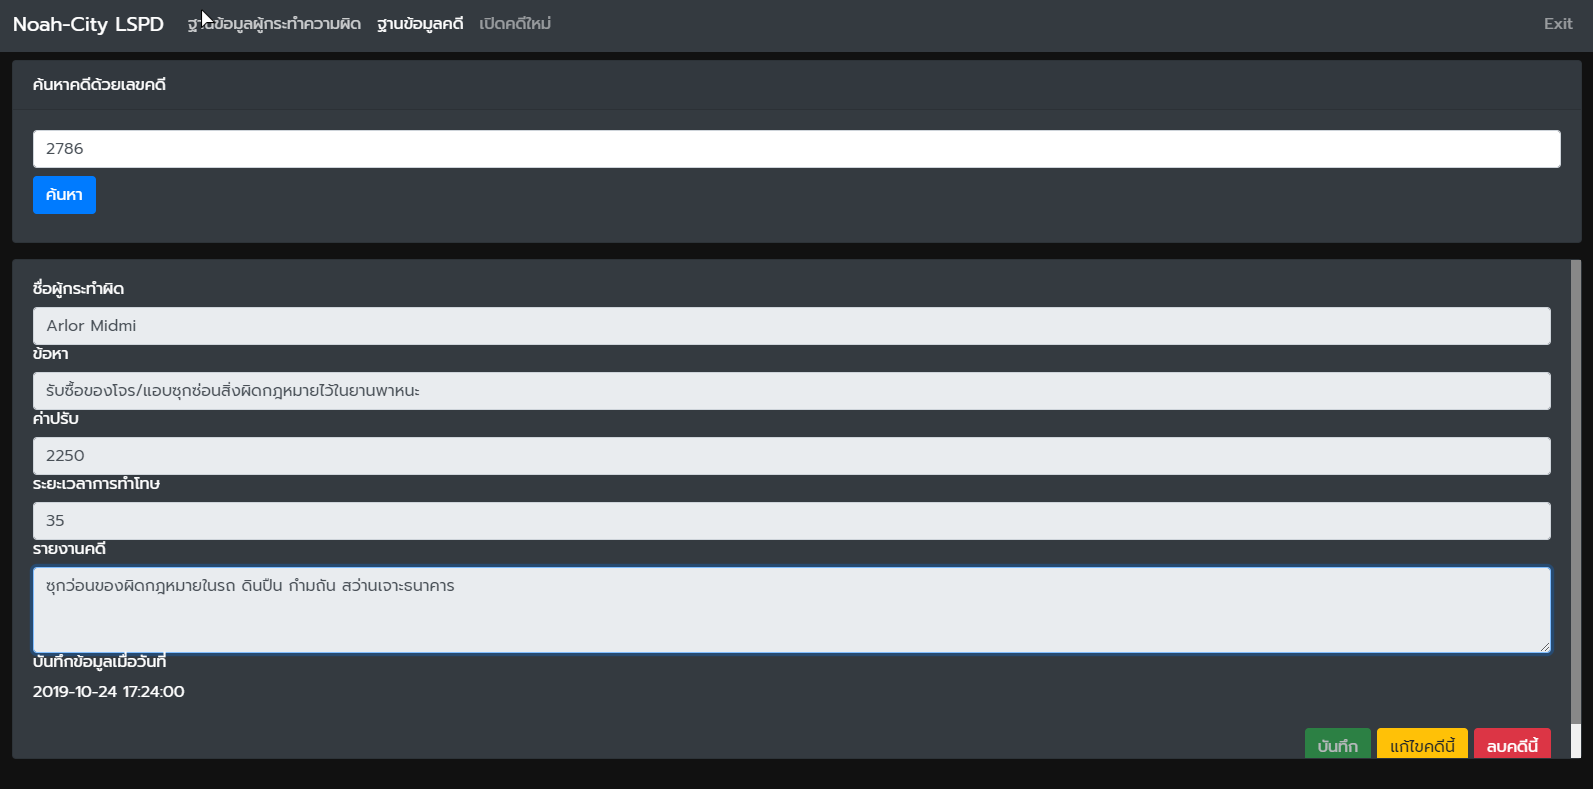 Noah-City LSPD ฐานข้อมูลผู้กระทำความผิด ฐานข้อมูลคดี เปิดคดีใหม่ Exit
ค้นหาคดีด้วยเลขคดี
2786
ค้นหา
ชื่อผู้กระทำผิด
Arlor Midmi
ข้อหา
รับซื้อของโจร/แอบซุกซ่อนสิ่งผิดกฎหมายไว้ในยานพาหนะ
ค่าปรับ
2250
ระยะเวลาการทำโทษ
35
รายงานคดี
ซุกว่อนของผิดกฎหมายในรถ ดินปืน กำมถัน สว่านเจาะธนาคาร
บันทึกข้อมูลเมื่อวันที่
2019-10-24 17:24:00
บันทึก แก้ไขคดีนี้ ลบคดีนี้